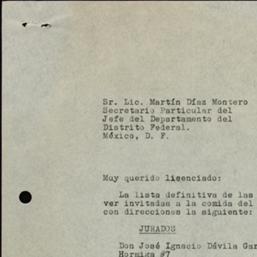 Sr. Lic. Martín Díaz Montero
Secretario Particular del
Jefe del Departamento del
Distrito Federal.
México, D. F.
Muy querido licenciado:
La lista definitiva de las
ver invitadas a la comida del
con direcciones la siguiente:
JURADOS
Don José Ignacio Dávila Gar
Hormiga #7